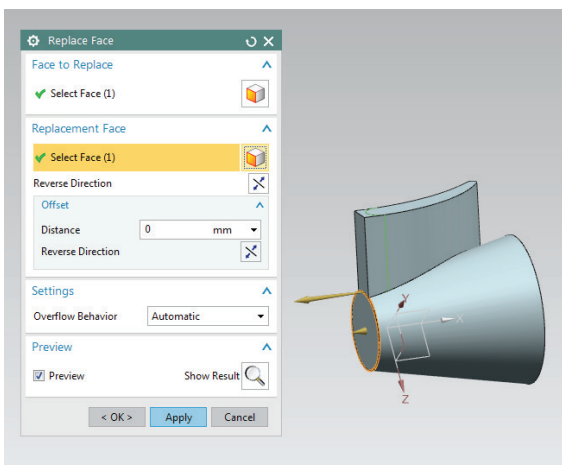 Replace Face
Face to Replace
Select Face (1)
Replacement Face
Select Face (1)
Reverse Direction
Offset
Distance 0 mm
Reverse Direction
Settings
Overflow Behavior Automatic
Preview
Preview Show Result
< OK > Apply Cancel
Y
X
Z